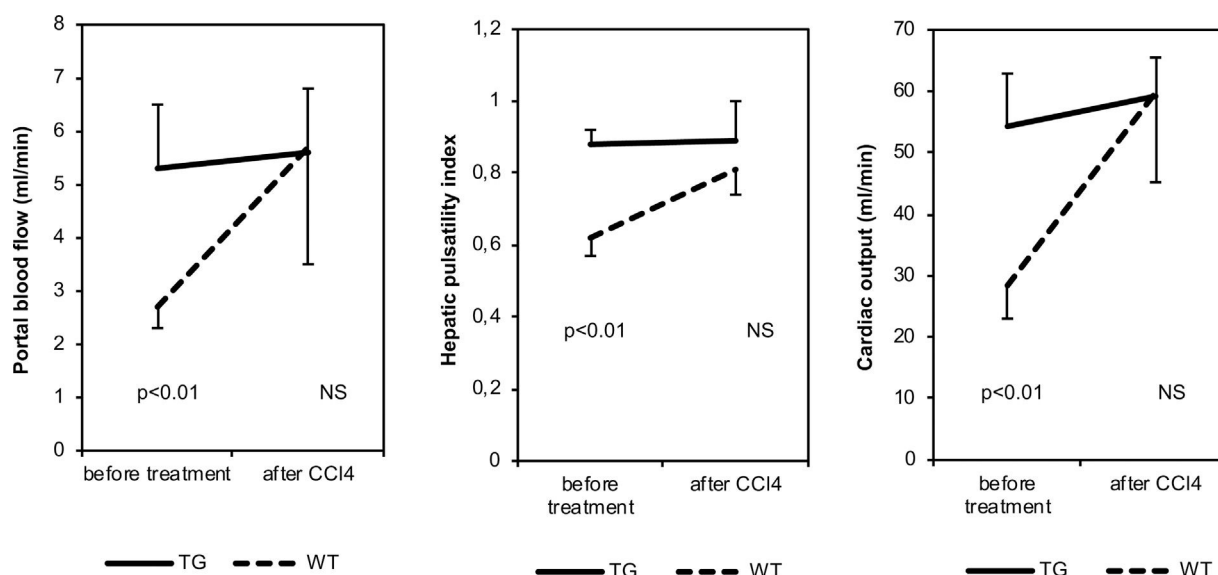 Portal blood flow (ml/min)
8
7
6
5
4
3
2
1
0
p<0.01
NS
before treatment
after CCl4
TG
WT
Hepatic pulsatility index
1,2
1
0,8
0,6
0,4
0,2
0
p<0.01
NS
before
treatment
after CCl4
TG
WT
Cardiac output (ml/min)
70
60
50
40
30
20
10
0
p<0.01
NS
before
treatment
after CCl4
TG
WT